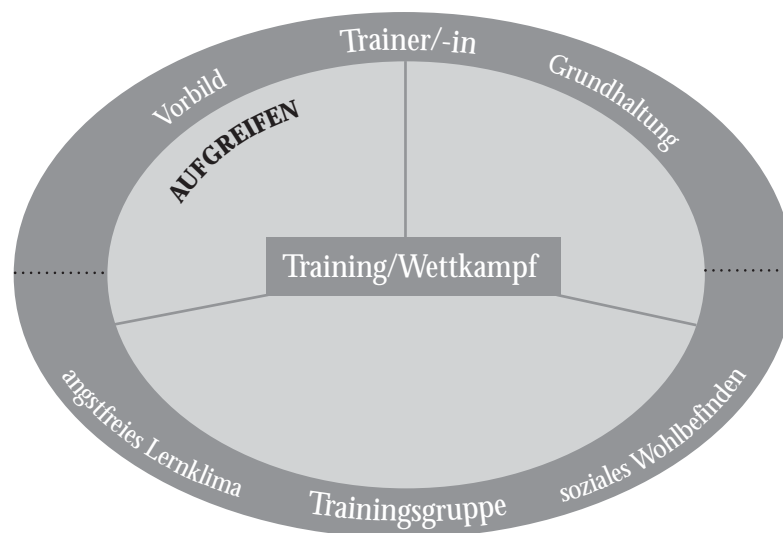 Trainer/-in
Vorbild
Grundhaltung
AUFGREIFEN
Training/Wettkampf
angstfreies Lernklima
soziales Wohlbefinden
Trainingsgruppe